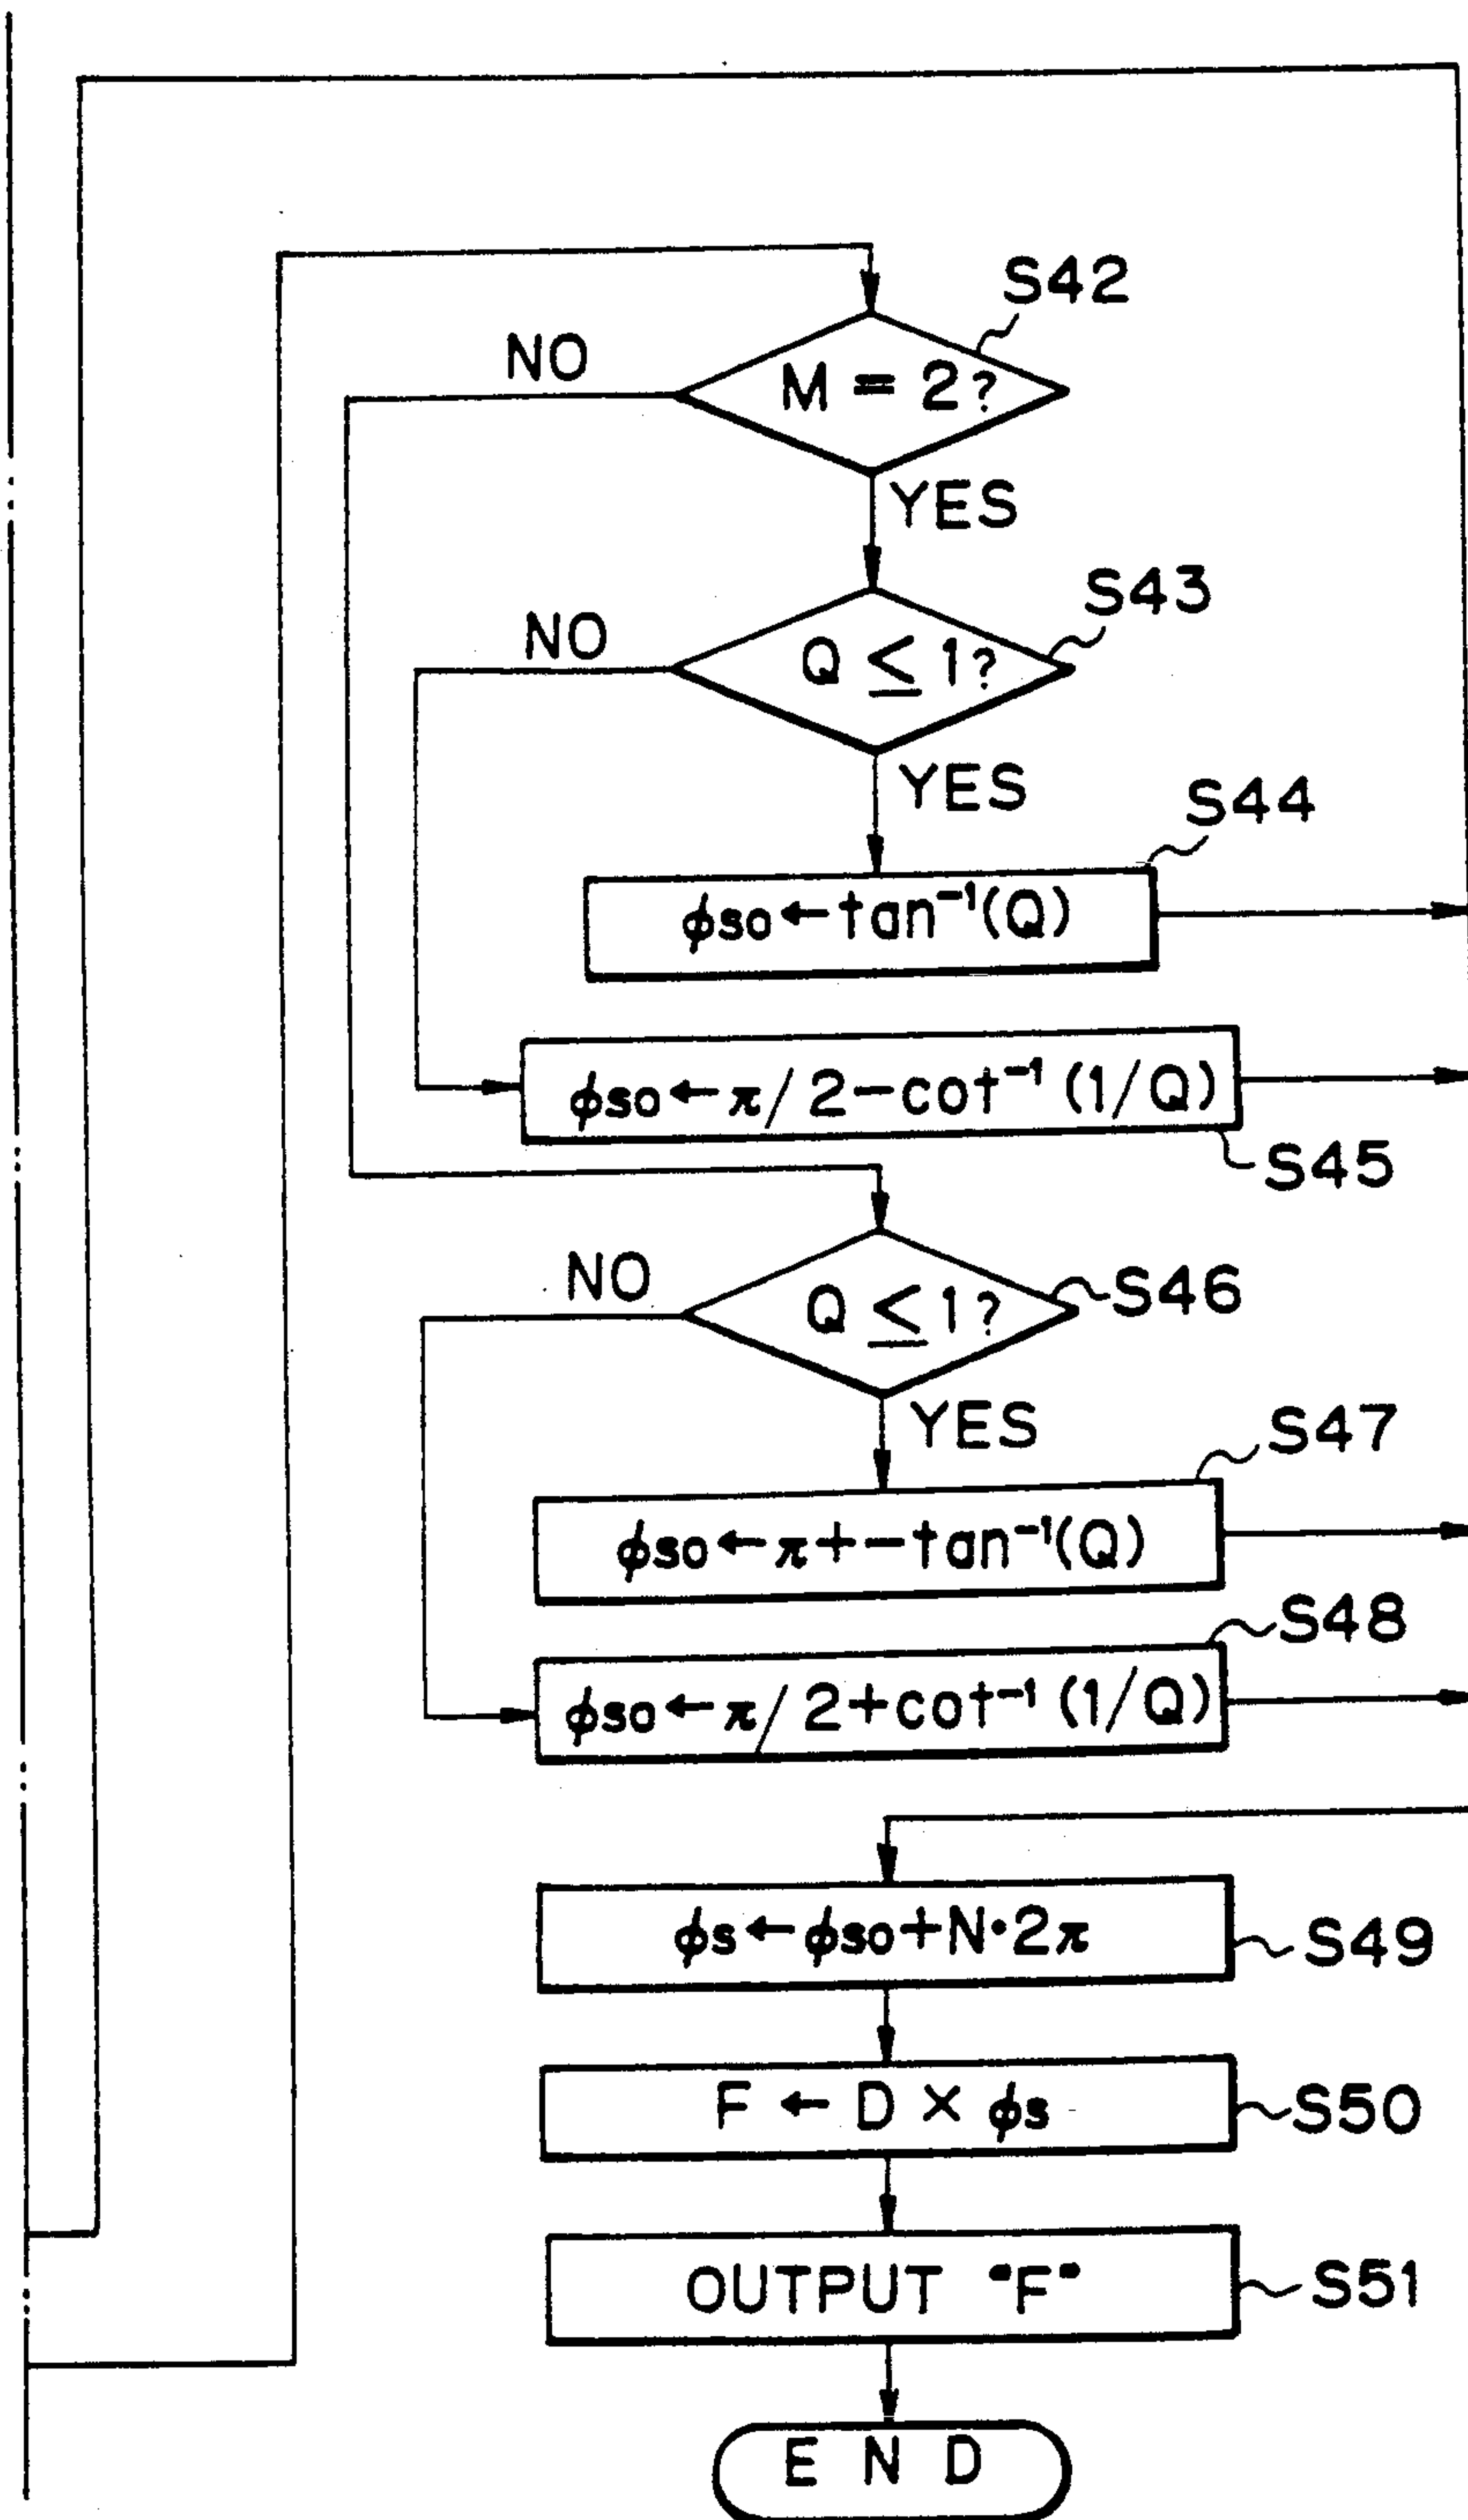 S42
NO
M = 2?
YES
S43
NO
Q ≤ 1?
YES
S44
φso←tan⁻¹(Q)
φso←π/2−cot⁻¹(1/Q)
S45
NO
Q ≤ 1?
S46
YES
S47
φso←π+−tan⁻¹(Q)
S48
φso←π/2+cot⁻¹(1/Q)
φs←φso+N·2π
S49
F ← D × φs
S50
OUTPUT "F"
S51
END